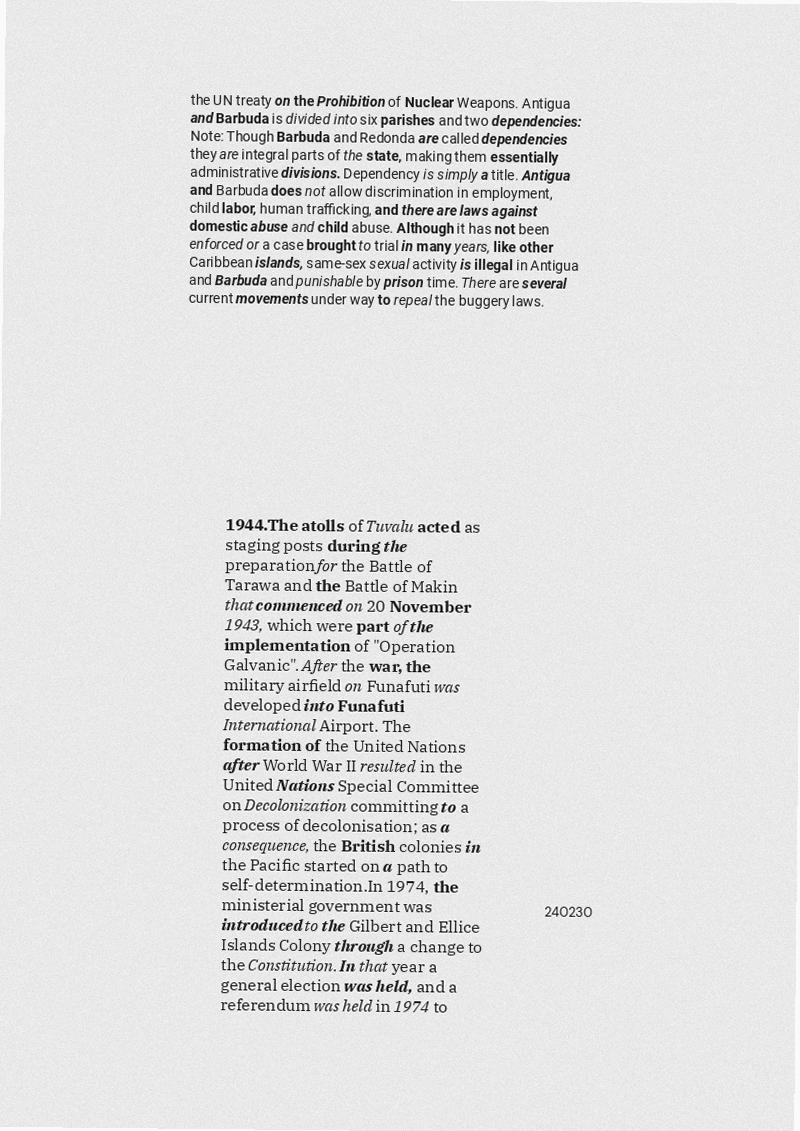 the UN treaty on the Prohibition of Nuclear Weapons. Antigua
and Barbuda is divided into six parishes and two dependencies:
Note: Though Barbuda and Redonda are called dependencies
they are integral parts of the state, making them essentially
administrative divisions. Dependency is simply a title. Antigua
and Barbuda does not allow discrimination in employment,
child labor, human trafficking, and there are laws against
domestic abuse and child abuse. Although it has not been
enforced or a case brought to trial in many years, like other
Caribbean islands, same-sex sexual activity is illegal in Antigua
and Barbuda and punishable by prison time. There are several
current movements under way to repeal the buggery laws.
1944.The atolls of Tuvalu acted as
staging posts during the
preparation for the Battle of
Tarawa and the Battle of Makin
that commenced on 20 November
1943, which were part of the
implementation of "Operation
Galvanic". After the war, the
military airfield on Funafuti was
developed into Funafuti
International Airport. The
formation of the United Nations
after World War II resulted in the
United Nations Special Committee
on Decolonization committing to a
process of decolonisation; as a
consequence, the British colonies in
the Pacific started on a path to
self-determination.In 1974, the
ministerial government was
introduced to the Gilbert and Ellice
Islands Colony through a change to
the Constitution. In that year a
general election was held, and a
referendum was held in 1974 to
240230